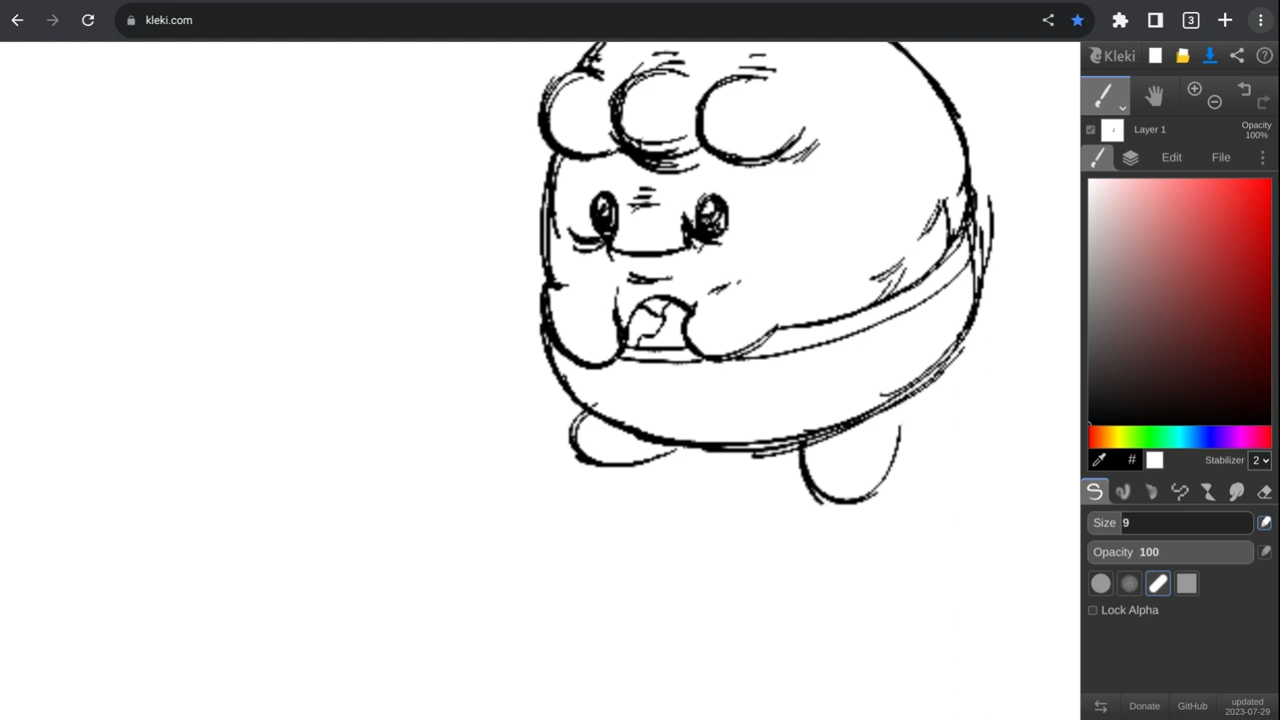 kleki.com
3
Kleki
?
Layer 1
Opacity
100%
Edit
File
#
Stabilizer 2
Size 9
Opacity 100
Lock Alpha
Donate
GitHub
updated
2023-07-29